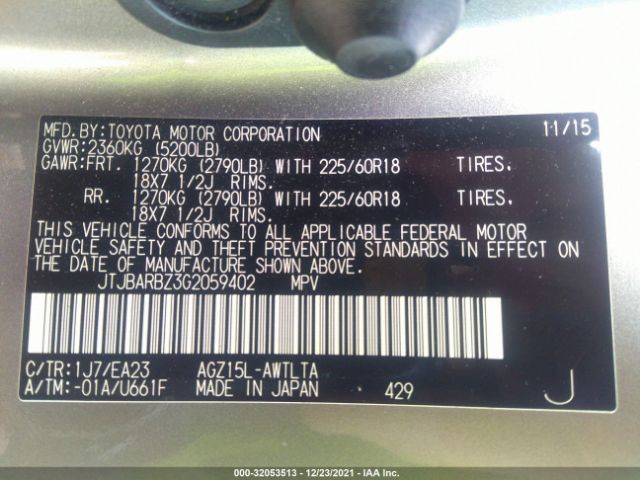 MFD.BY:TOYOTA MOTOR CORPORATION 11/15
GVWR:2360KG (5200LB)
GAWR:FRT. 1270KG (2790LB) WITH 225/60R18 TIRES.
18X7 1/2J RIMS.
RR. 1270KG (2790LB) WITH 225/60R18 TIRES.
18X7 1/2J RIMS.
THIS VEHICLE CONFORMS TO ALL APPLICABLE FEDERAL MOTOR
VEHICLE SAFETY AND THEFT PREVENTION STANDARDS IN EFFECT ON
THE DATE OF MANUFACTURE SHOWN ABOVE.
JTJBARBZ3G2059402 MPV
C/TR:1J7/EA23 AGZ15L-AWTLTA
A/TM:-01A/U661F MADE IN JAPAN 429 J
000-32053513 - 12/23/2021 - IAA Inc.